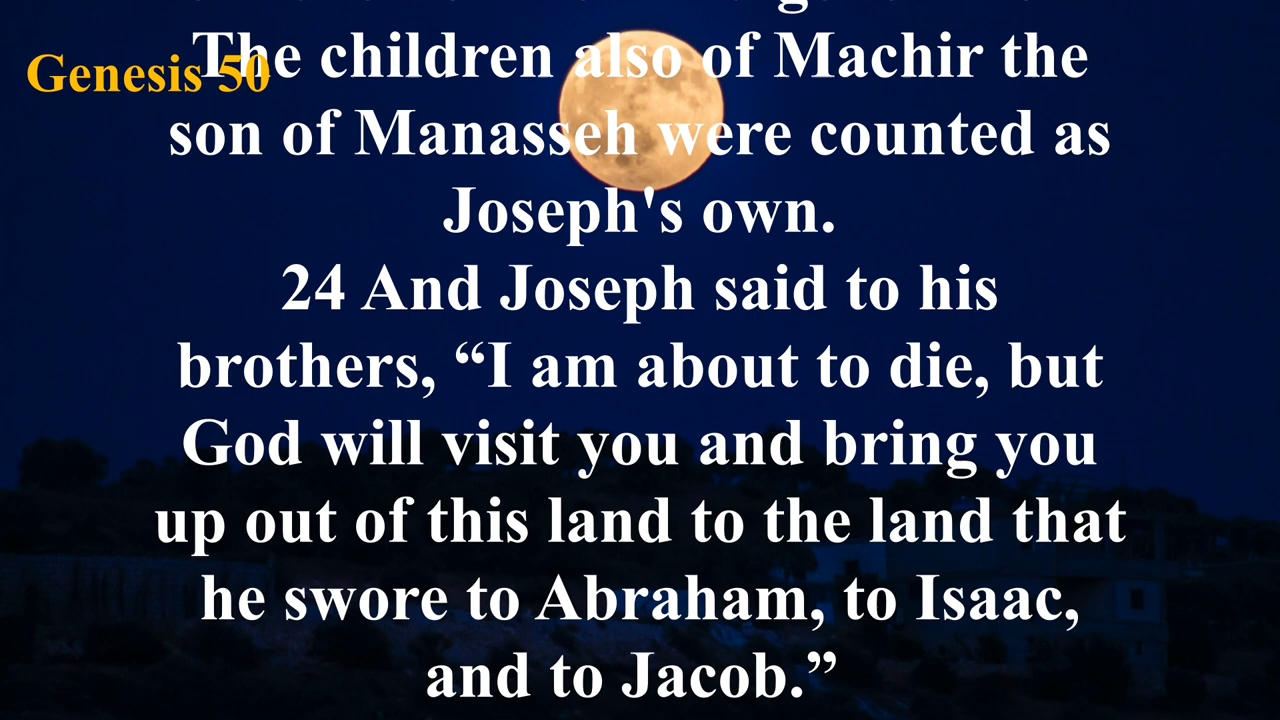 Genesis 50
The children also of Machir the
son of Manasseh were counted as
Joseph's own.
24 And Joseph said to his
brothers, “I am about to die, but
God will visit you and bring you
up out of this land to the land that
he swore to Abraham, to Isaac,
and to Jacob.”